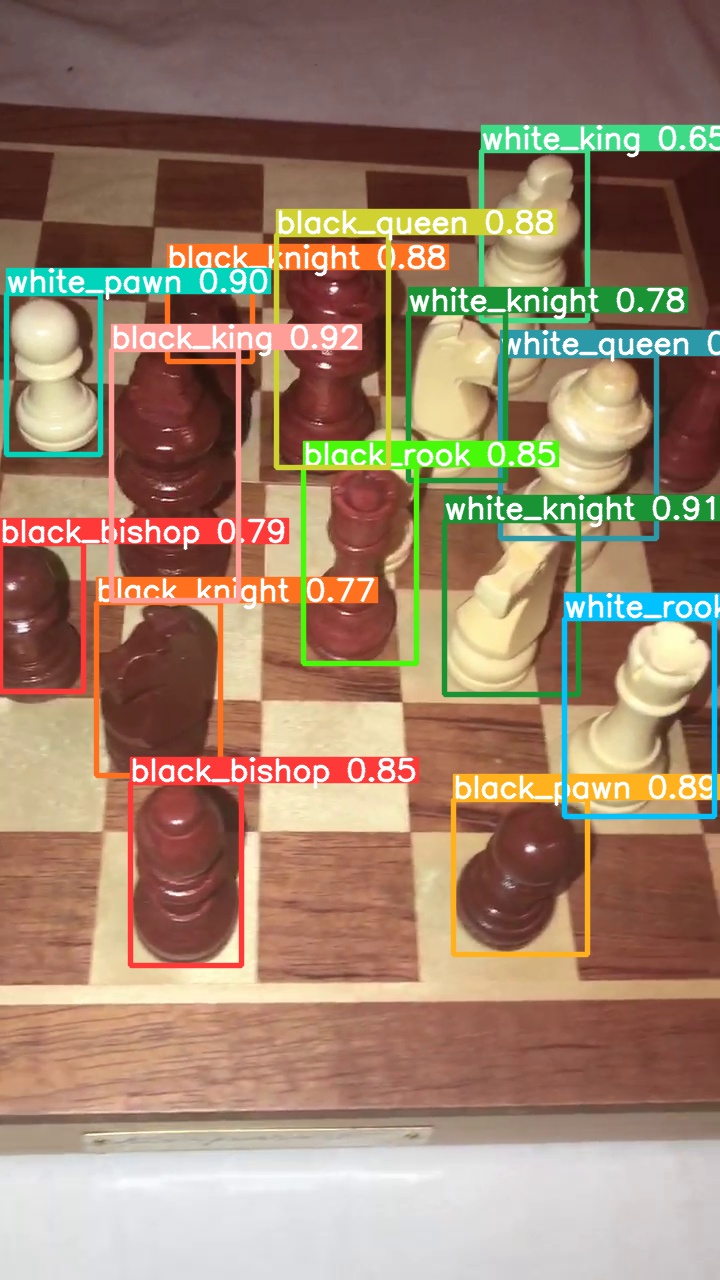 white_king 0.65
black_queen 0.88
black_knight 0.88
white_pawn 0.90
white_knight 0.78
black_king 0.92
white_queen 0
black_rook 0.85
white_knight 0.91
black_bishop 0.79
black_knight 0.77
white_rook
black_bishop 0.85
black_pawn 0.89